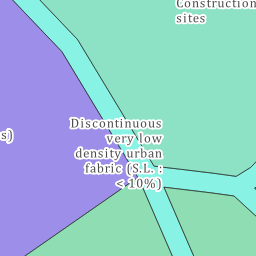 Construction
sites
s)
Discontinuous
very low
density urban
fabric (S.L. :
< 10%)